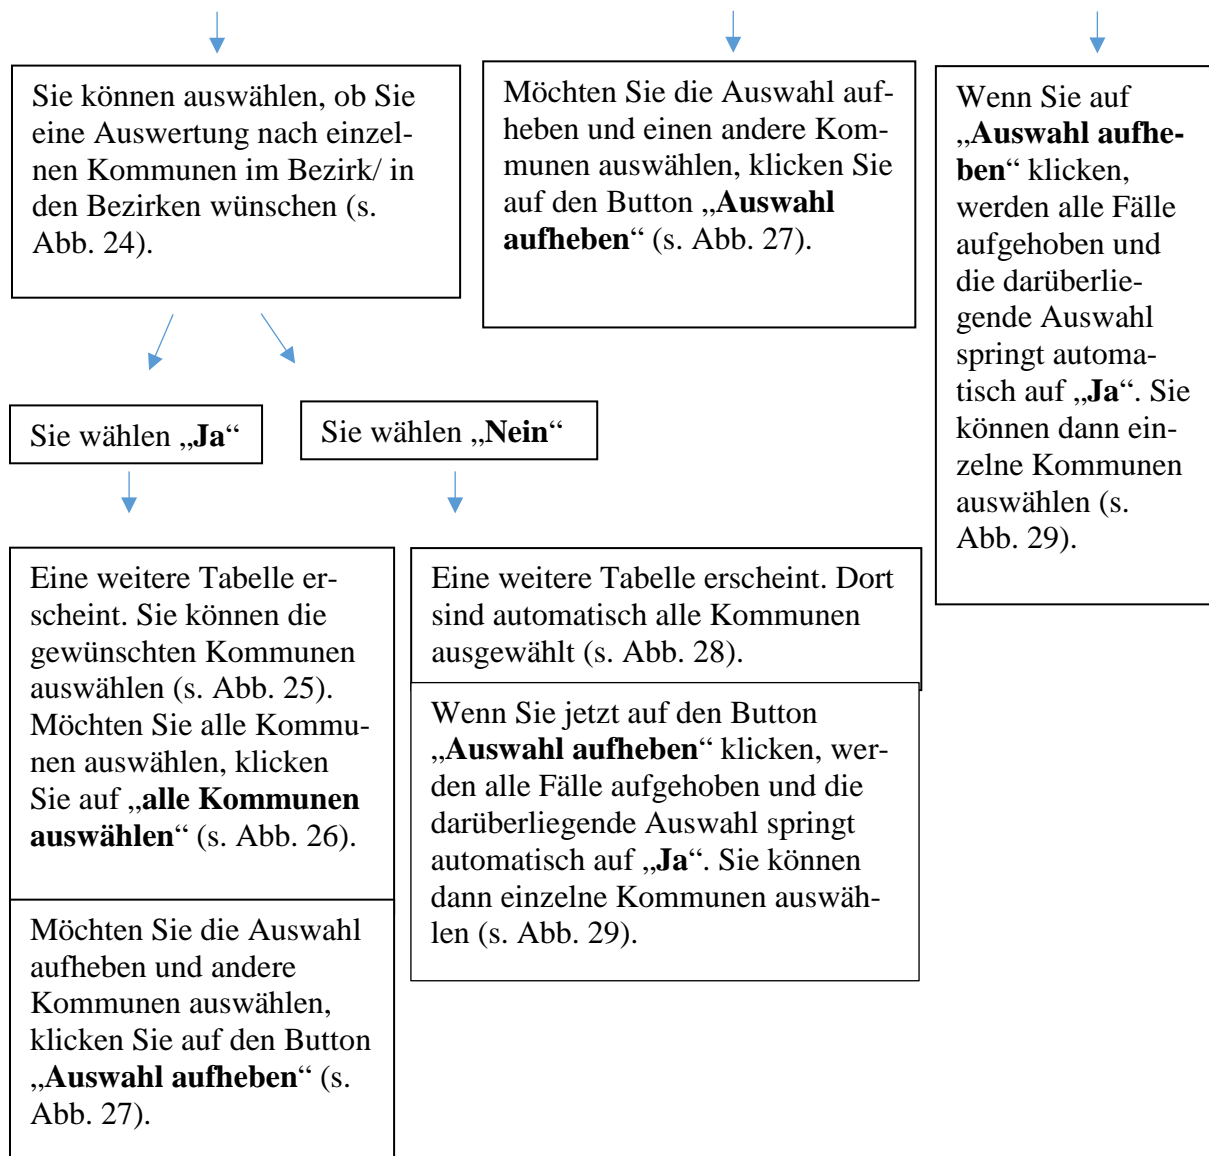 Sie können auswählen, ob Sie
eine Auswertung nach einzel-
nen Kommunen im Bezirk/ in
den Bezirken wünschen (s.
Abb. 24).
Möchten Sie die Auswahl auf-
heben und einen andere Kom-
munen auswählen, klicken Sie
auf den Button „Auswahl
aufheben“ (s. Abb. 27).
Wenn Sie auf
„Auswahl aufhe-
ben“ klicken,
werden alle Fälle
aufgehoben und
die darüberlie-
gende Auswahl
springt automa-
tisch auf „Ja“. Sie
können dann ein-
zelne Kommunen
auswählen (s.
Abb. 29).
Sie wählen „Ja“
Sie wählen „Nein“
Eine weitere Tabelle er-
scheint. Sie können die
gewünschten Kommunen
auswählen (s. Abb. 25).
Möchten Sie alle Kommu-
nen auswählen, klicken
Sie auf „alle Kommunen
auswählen“ (s. Abb. 26).
Möchten Sie die Auswahl
aufheben und andere
Kommunen auswählen,
klicken Sie auf den Button
„Auswahl aufheben“ (s.
Abb. 27).
Eine weitere Tabelle erscheint. Dort
sind automatisch alle Kommunen
ausgewählt (s. Abb. 28).
Wenn Sie jetzt auf den Button
„Auswahl aufheben“ klicken, wer-
den alle Fälle aufgehoben und die
darüberliegende Auswahl springt
automatisch auf „Ja“. Sie können
dann einzelne Kommunen auswäh-
len (s. Abb. 29).